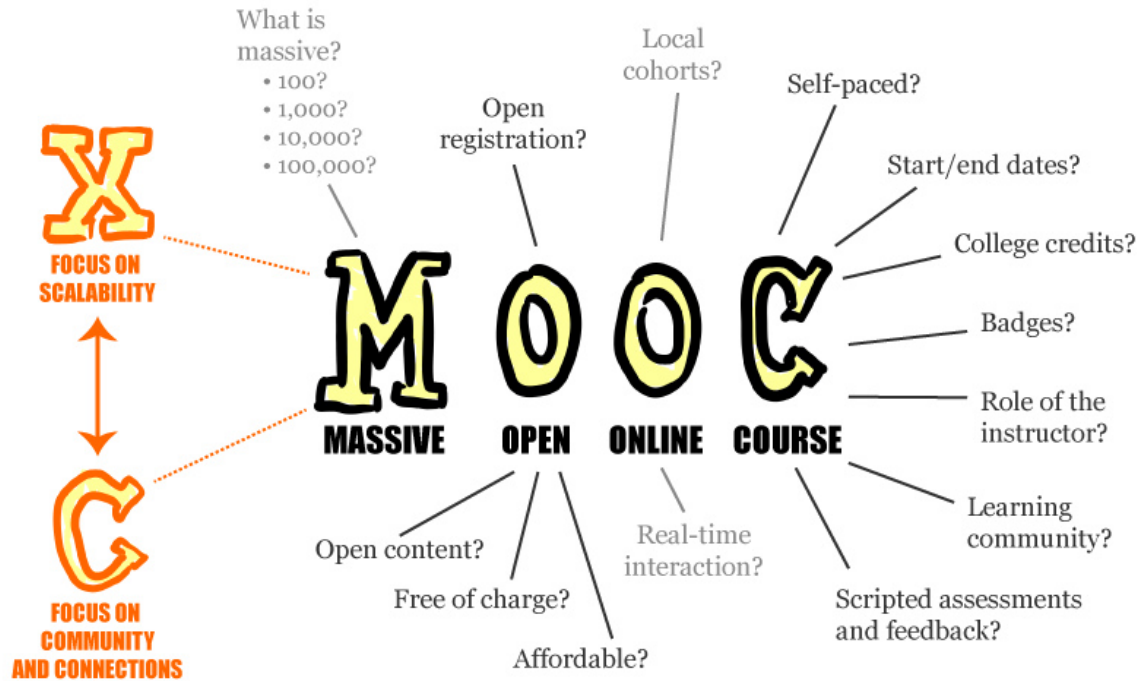 What is
massive?
• 100?
• 1,000?
• 10,000?
• 100,000?
Open
registration?
Local
cohorts?
Self-paced?
Start/end dates?
College credits?
Badges?
Role of the
instructor?
Learning
community?
Scripted assessments
and feedback?
X
FOCUS ON
SCALABILITY
C
FOCUS ON
COMMUNITY
AND CONNECTIONS
MOOC
MASSIVE OPEN ONLINE COURSE
Open content?
Free of charge?
Affordable?
Real-time
interaction?